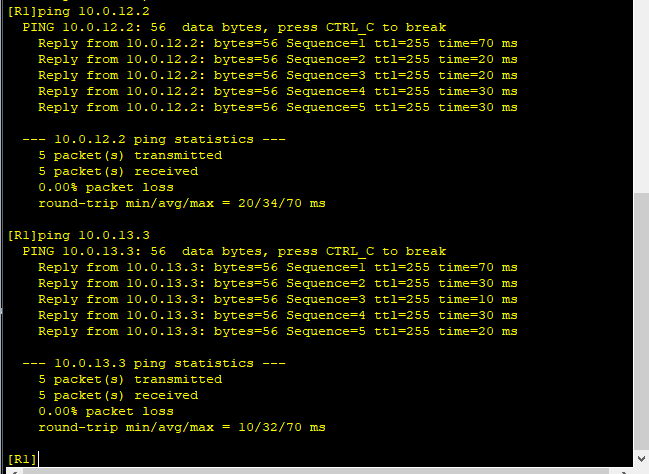 [R1]ping 10.0.12.2
PING 10.0.12.2: 56  data bytes, press CTRL_C to break
Reply from 10.0.12.2: bytes=56 Sequence=1 ttl=255 time=70 ms
Reply from 10.0.12.2: bytes=56 Sequence=2 ttl=255 time=20 ms
Reply from 10.0.12.2: bytes=56 Sequence=3 ttl=255 time=20 ms
Reply from 10.0.12.2: bytes=56 Sequence=4 ttl=255 time=30 ms
Reply from 10.0.12.2: bytes=56 Sequence=5 ttl=255 time=30 ms
--- 10.0.12.2 ping statistics ---
5 packet(s) transmitted
5 packet(s) received
0.00% packet loss
round-trip min/avg/max = 20/34/70 ms
[R1]ping 10.0.13.3
PING 10.0.13.3: 56  data bytes, press CTRL_C to break
Reply from 10.0.13.3: bytes=56 Sequence=1 ttl=255 time=70 ms
Reply from 10.0.13.3: bytes=56 Sequence=2 ttl=255 time=30 ms
Reply from 10.0.13.3: bytes=56 Sequence=3 ttl=255 time=10 ms
Reply from 10.0.13.3: bytes=56 Sequence=4 ttl=255 time=30 ms
Reply from 10.0.13.3: bytes=56 Sequence=5 ttl=255 time=20 ms
--- 10.0.13.3 ping statistics ---
5 packet(s) transmitted
5 packet(s) received
0.00% packet loss
round-trip min/avg/max = 10/32/70 ms
[R1]